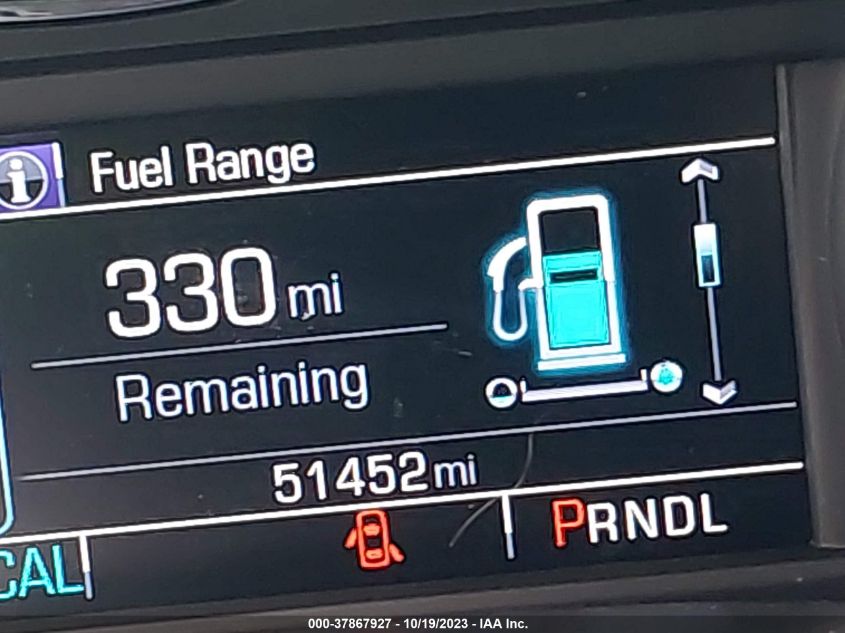 i Fuel Range
330 mi
Remaining
51452 mi
CAL
PRNDL
000-37867927 - 10/19/2023 - IAA Inc.